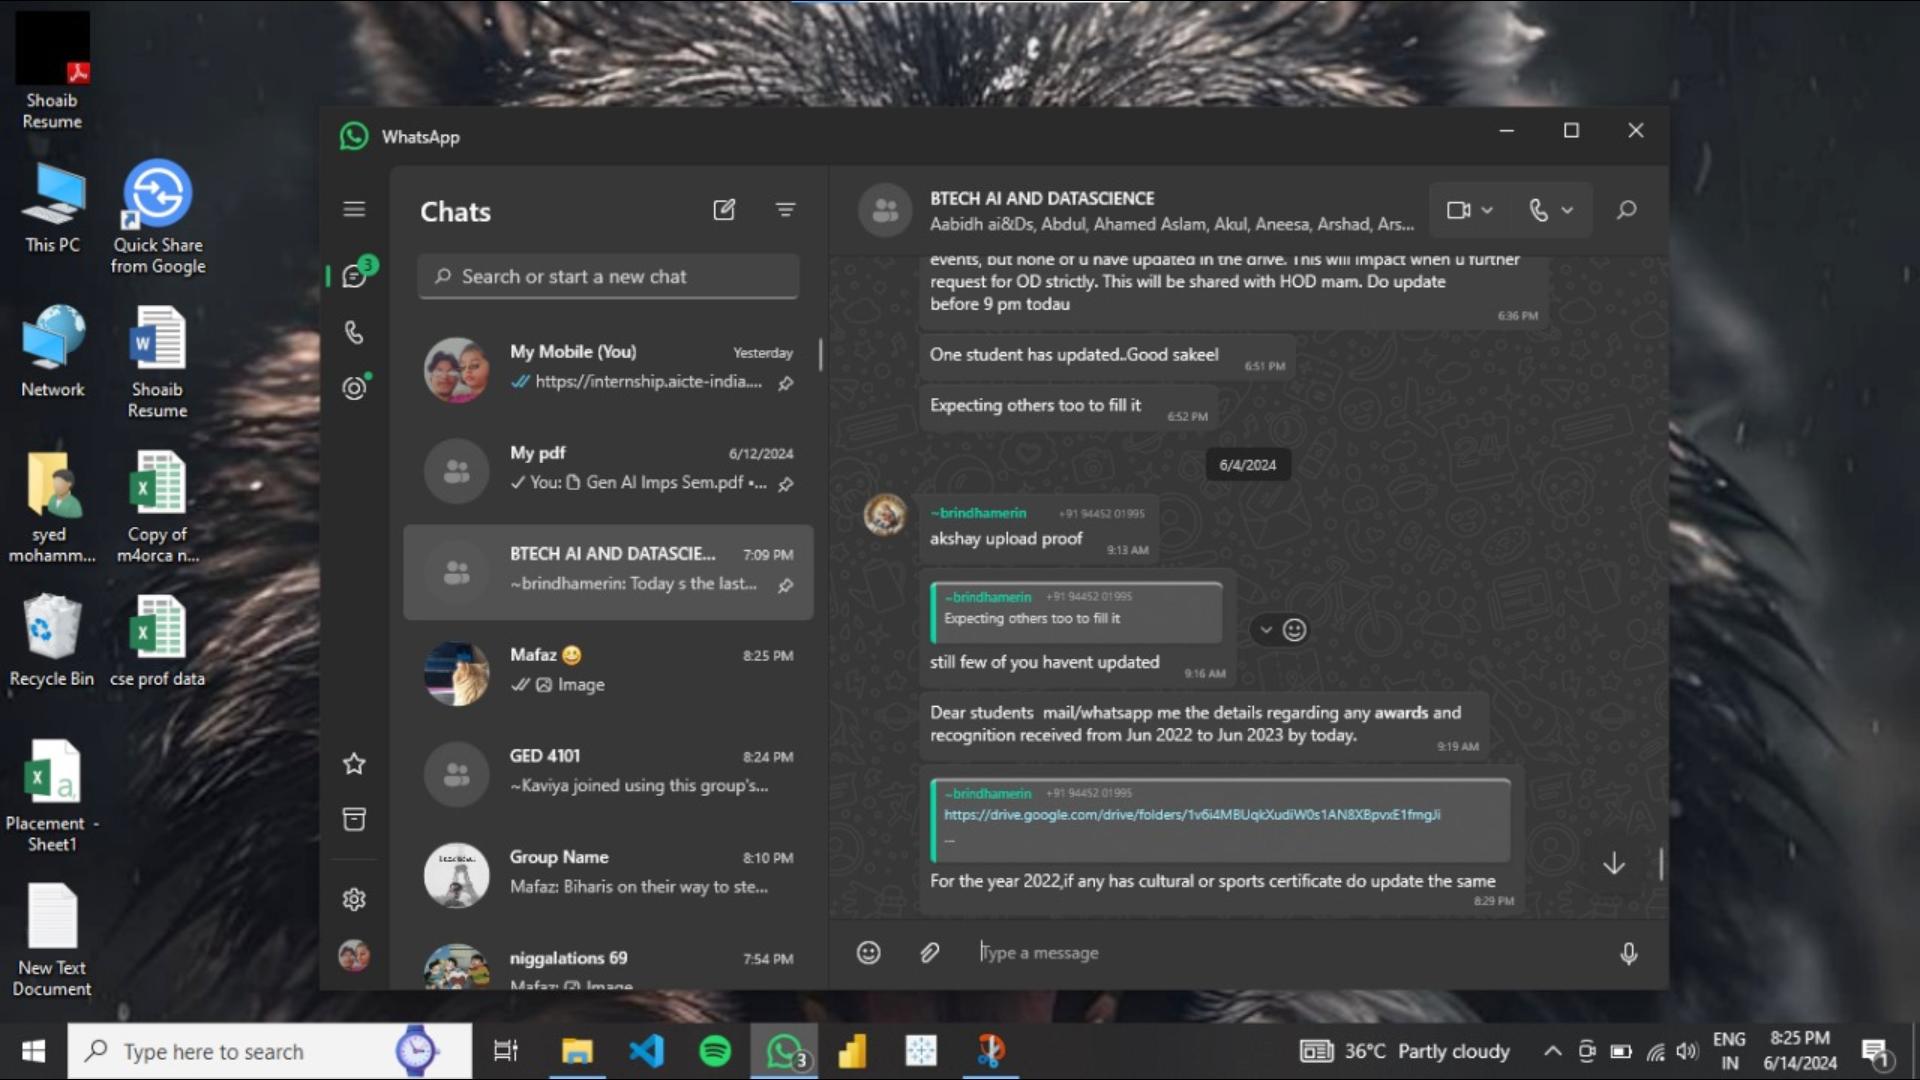 Shoaib
Resume
This PC
Quick Share
from Google
Network
Shoaib
Resume
syed
mohamm...
Copy of
m4orca n...
Recycle Bin
cse prof data
Placement -
Sheet1
New Text
Document
WhatsApp
3
Chats
Search or start a new chat
My Mobile (You)
Yesterday
https://internship.aicte-india....
My pdf
6/12/2024
You: Gen AI Imps Sem.pdf •...
BTECH AI AND DATASCIE...
7:09 PM
~brindhamerin: Today s the last...
Mafaz 😀
8:25 PM
Image
GED 4101
8:24 PM
~Kaviya joined using this group's...
Group Name
8:10 PM
Mafaz: Biharis on their way to ste...
niggalations 69
7:54 PM
Mafaz: Image
BTECH AI AND DATASCIENCE
Aabidh ai&Ds, Abdul, Ahamed Aslam, Akul, Aneesa, Arshad, Ars...
events, but none of u have updated in the drive. This will impact when u further
request for OD strictly. This will be shared with HOD mam. Do update
before 9 pm todau
6:36 PM
One student has updated..Good sakeel
6:51 PM
Expecting others too to fill it
6:52 PM
6/4/2024
~brindhamerin +91 94452 01995
akshay upload proof
9:13 AM
~brindhamerin +91 94452 01995
Expecting others too to fill it
still few of you havent updated
9:16 AM
Dear students mail/whatsapp me the details regarding any awards and
recognition received from Jun 2022 to Jun 2023 by today.
9:19 AM
~brindhamerin +91 94452 01995
https://drive.google.com/drive/folders/1v6i4MBUqkXudiW0s1AN8XBpvxE1fmgJi
...
For the year 2022,if any has cultural or sports certificate do update the same
8:29 PM
Type a message
Type here to search
3
36°C Partly cloudy
ENG
IN
8:25 PM
6/14/2024
1